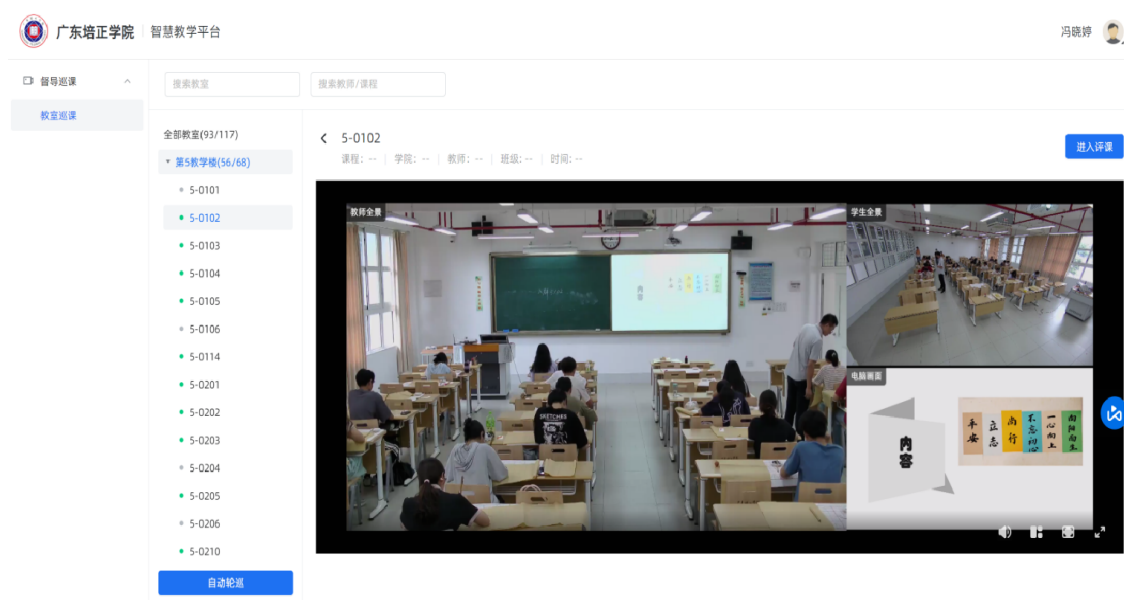 广东培正学院 智慧教学平台
冯晓婷
督导巡课
教室巡课
搜索教室
搜索教师/课程
全部教室(93/117)
第5教学楼(56/68)
5-0101
5-0102
5-0103
5-0104
5-0105
5-0106
5-0114
5-0201
5-0202
5-0203
5-0204
5-0205
5-0206
5-0210
自动轮巡
5-0102
课程: -- 学院: -- 教师: -- 班级: -- 时间: --
进入评课
教师全景
内容
SKETCHES
学生全景
电脑画面
内容
平安
立志
尚行
不忘初心
一心向上
向阳而生